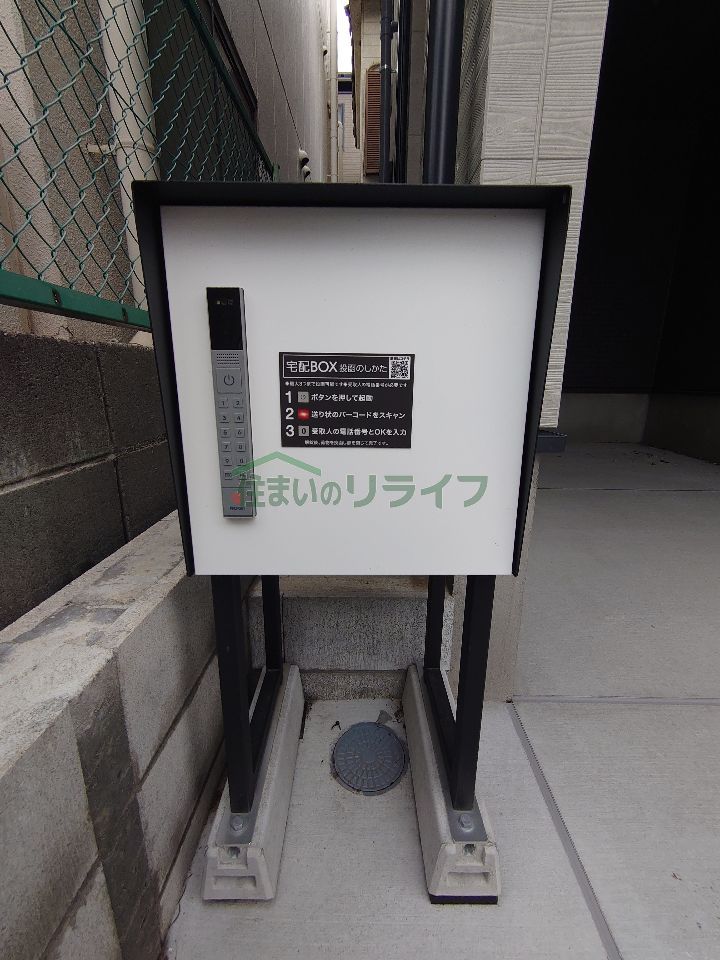 宅配BOX 投函のしかた
1 ボタンを押して起動
2 送り状のバーコードをスキャン
3 0 受取人の電話番号とOKを入力
住まいのリライフ